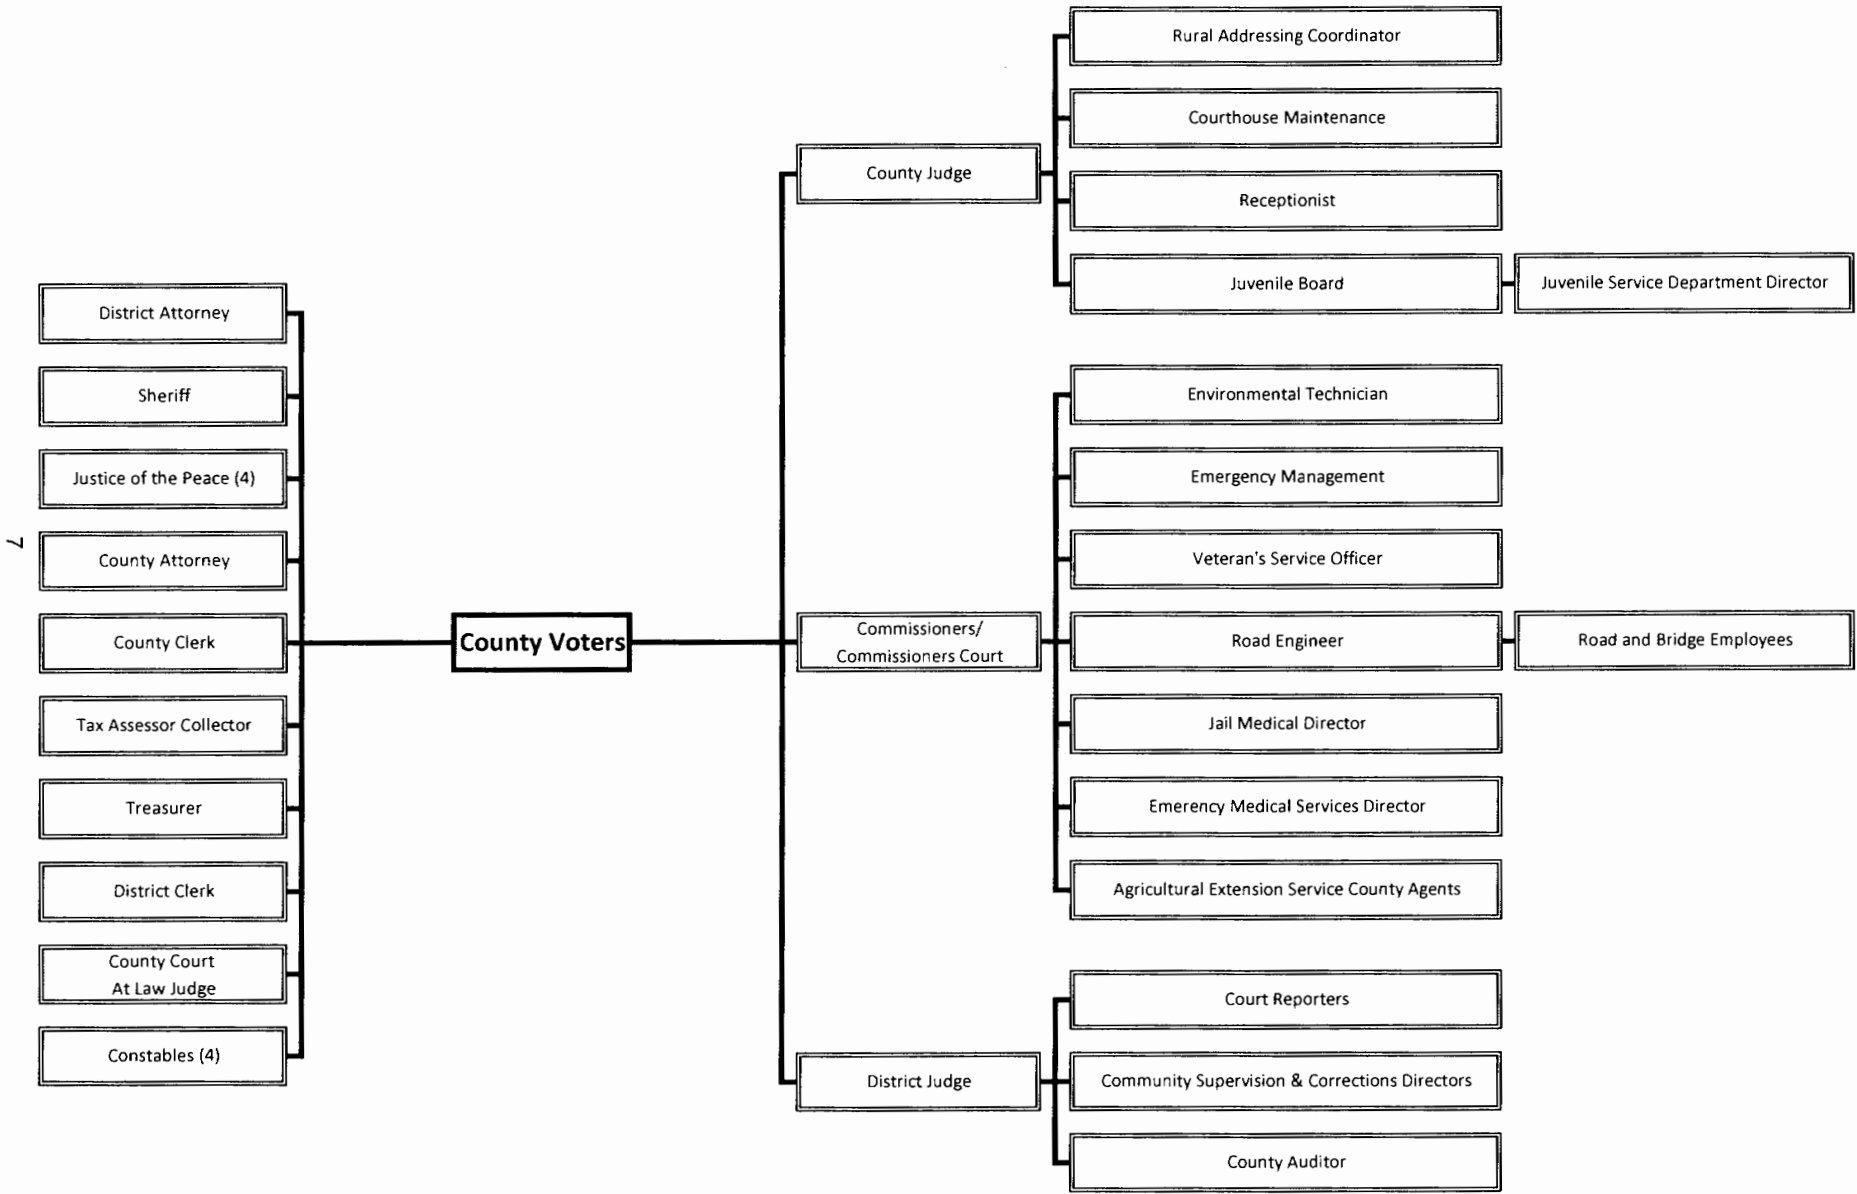 Rural Addressing Coordinator
Courthouse Maintenance
County Judge
Receptionist
Juvenile Board
Juvenile Service Department Director
District Attorney
Sheriff
Justice of the Peace (4)
County Attorney
County Clerk
Tax Assessor Collector
Treasurer
District Clerk
County Court
At Law Judge
Constables (4)
7
County Voters
Environmental Technician
Emergency Management
Veteran's Service Officer
Commissioners/
Commissioners Court
Road Engineer
Road and Bridge Employees
Jail Medical Director
Emerency Medical Services Director
Agricultural Extension Service County Agents
Court Reporters
District Judge
Community Supervision & Corrections Directors
County Auditor